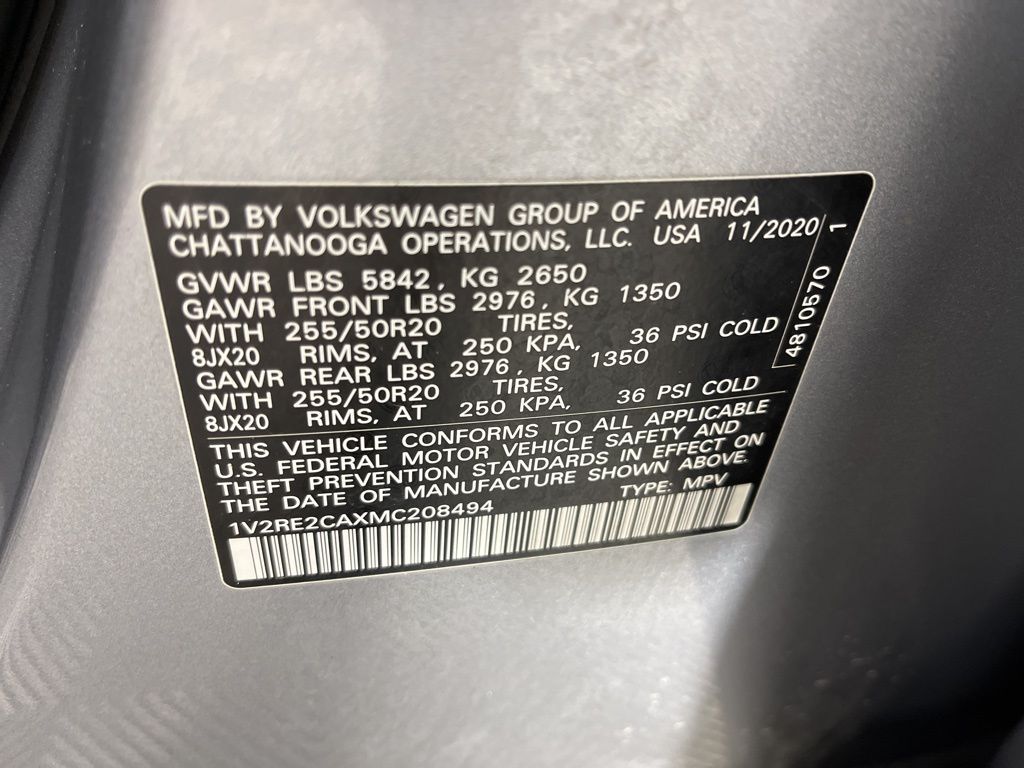 MFD BY VOLKSWAGEN GROUP OF AMERICA
CHATTANOOGA OPERATIONS, LLC. USA 11/2020
GVWR LBS 5842, KG 2650
GAWR FRONT LBS 2976, KG 1350
WITH 255/50R20 TIRES,
8JX20 RIMS, AT 250 KPA, 36 PSI COLD
GAWR REAR LBS 2976, KG 1350
WITH 255/50R20 TIRES,
8JX20 RIMS, AT 250 KPA, 36 PSI COLD
THIS VEHICLE CONFORMS TO ALL APPLICABLE
U.S. FEDERAL MOTOR VEHICLE SAFETY AND
THEFT PREVENTION STANDARDS IN EFFECT ON
THE DATE OF MANUFACTURE SHOWN ABOVE.
1V2RE2CAXMC208494 TYPE: MPV
4810570 1